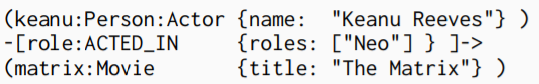 (keanu:Person:Actor {name: "Keanu Reeves"} )
-[role:ACTED_IN {roles: ["Neo"] } ]->
(matrix:Movie {title: "The Matrix"} )